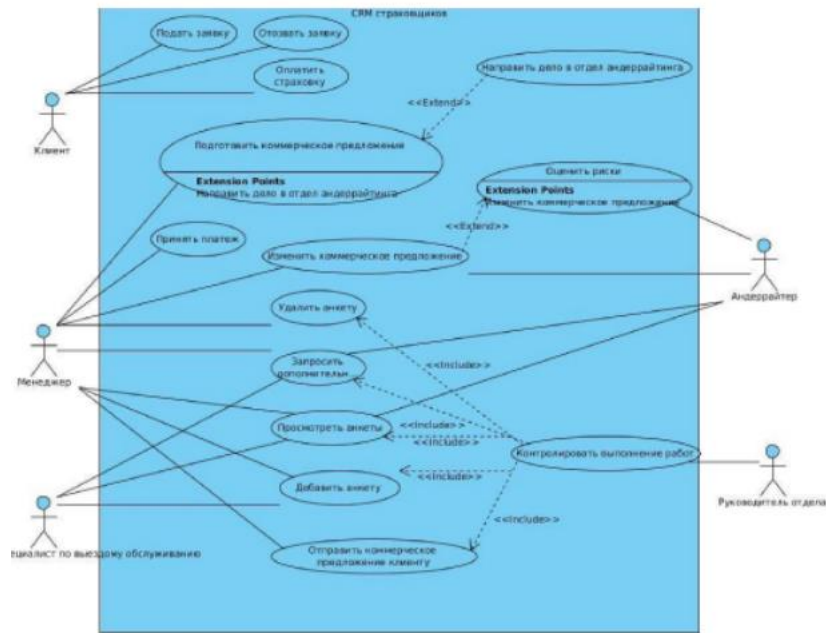 CRM страховщиков
Подать заявку
Отозвать заявку
Оплатить
страховку
Направить дело в отдел андеррайтинга
<<Extend>>
Клиент
Подготовить коммерческое предложение
Extension Points
Направить дело в отдел андеррайтинга
Оценить риски
Extension Points
Изменить коммерческое предложение
<<Extend>>
Принять платеж
Изменить коммерческое предложение
Андеррайтер
Удалить анкету
Менеджер
<<Include>>
Запросить
дополнительн...
<<Include>>
Просмотреть анкеты
<<Include>>
Контролировать выполнение работ
<<Include>>
Добавить анкету
Руководитель отдела
<<Include>>
Отправить коммерческое
предложение клиенту
ециалист по выездому обслуживанию